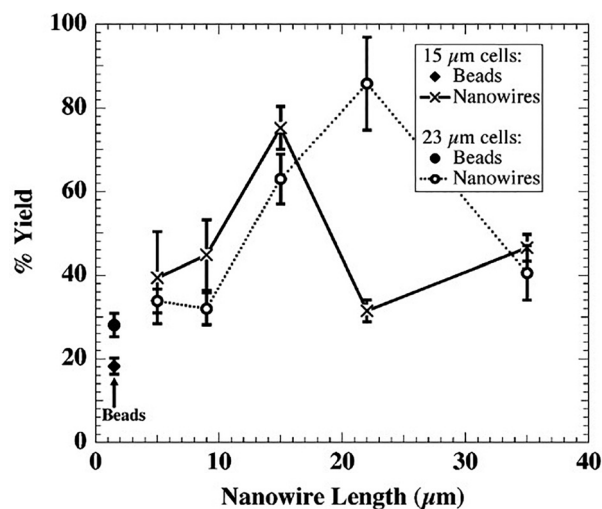 100
80
60
40
20
0
% Yield
15 µm cells:
Beads
Nanowires
23 µm cells:
Beads
Nanowires
Beads
0 10 20 30 40
Nanowire Length (µm)